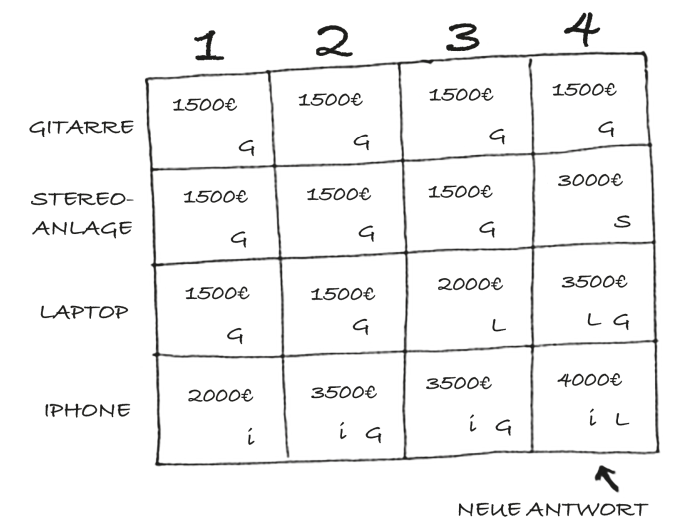 1 2 3 4
GITARRE 1500€ G 1500€ G 1500€ G 1500€ G
STEREO-
ANLAGE 1500€ G 1500€ G 1500€ G 3000€ S
LAPTOP 1500€ G 1500€ G 2000€ L 3500€ L G
IPHONE 2000€ i 3500€ i G 3500€ i G 4000€ i L
NEUE ANTWORT